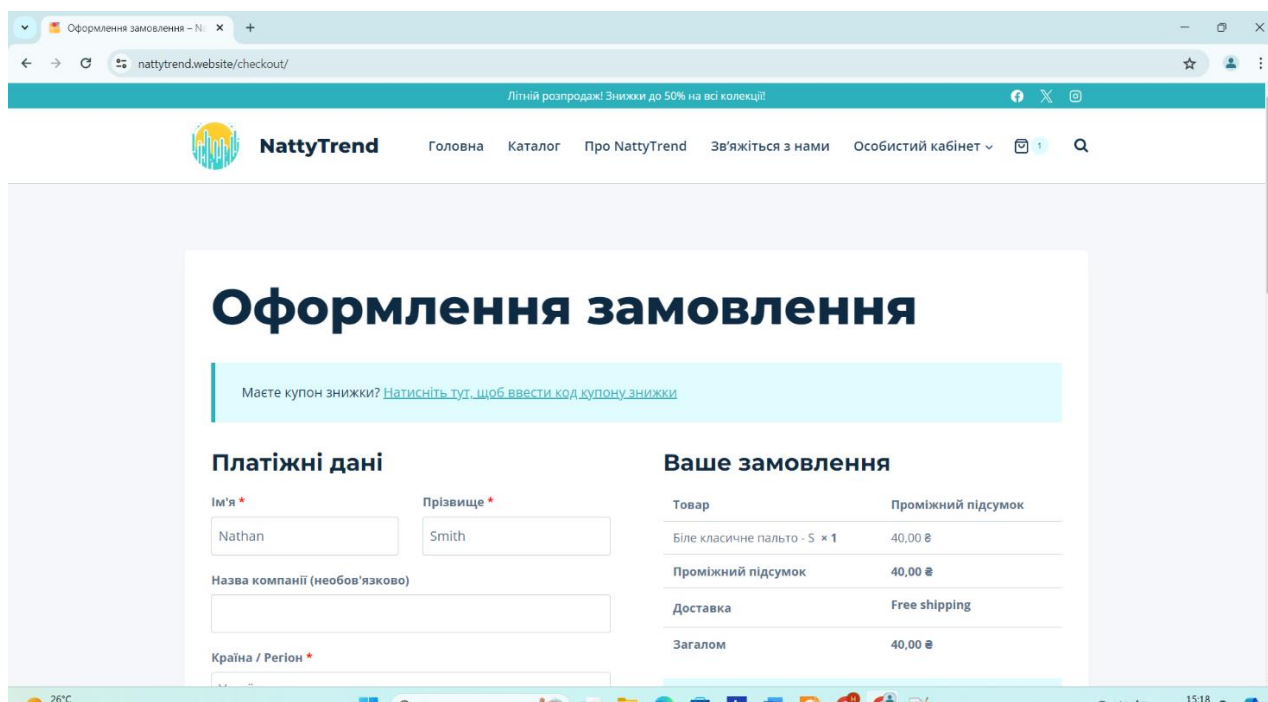 Оформлення замовлення – Na
nattytrend.website/checkout/
Літній розпродаж! Знижки до 50% на всі колекції!
NattyTrend Головна Каталог Про NattyTrend Зв’яжіться з нами Особистий кабінет 1
Оформлення замовлення
Маєте купон знижки? Натисніть тут, щоб ввести код купону знижки
Платіжні дані
Ім'я *
Прізвище *
Nathan
Smith
Назва компанії (необов'язково)
Країна / Регіон *
Ваше замовлення
Товар Проміжний підсумок
Біле класичне пальто - S × 1 40,00 ₴
Проміжний підсумок 40,00 ₴
Доставка Free shipping
Загалом 40,00 ₴
26°C
15:18